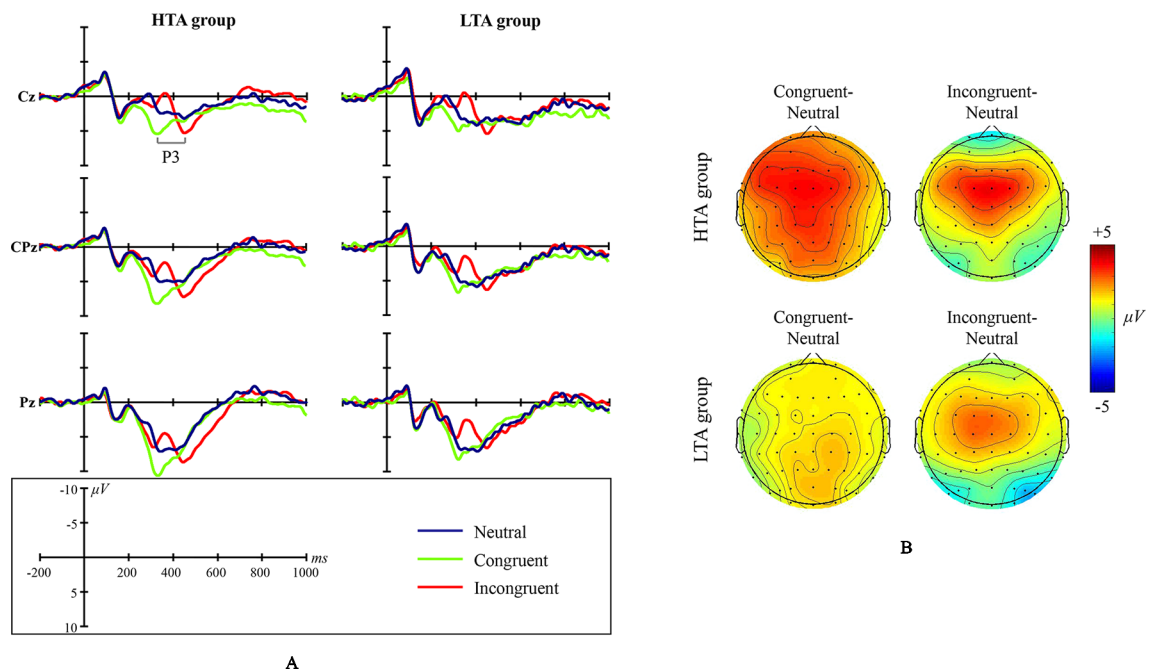 HTA group
LTA group
Cz
P3
CPz
Pz
-10 μV
-5
ms
-200
200
400
600
800
1000
5
10
Neutral
Congruent
Incongruent
A
Congruent-
Neutral
Incongruent-
Neutral
HTA group
+5
μV
-5
Congruent-
Neutral
Incongruent-
Neutral
LTA group
B